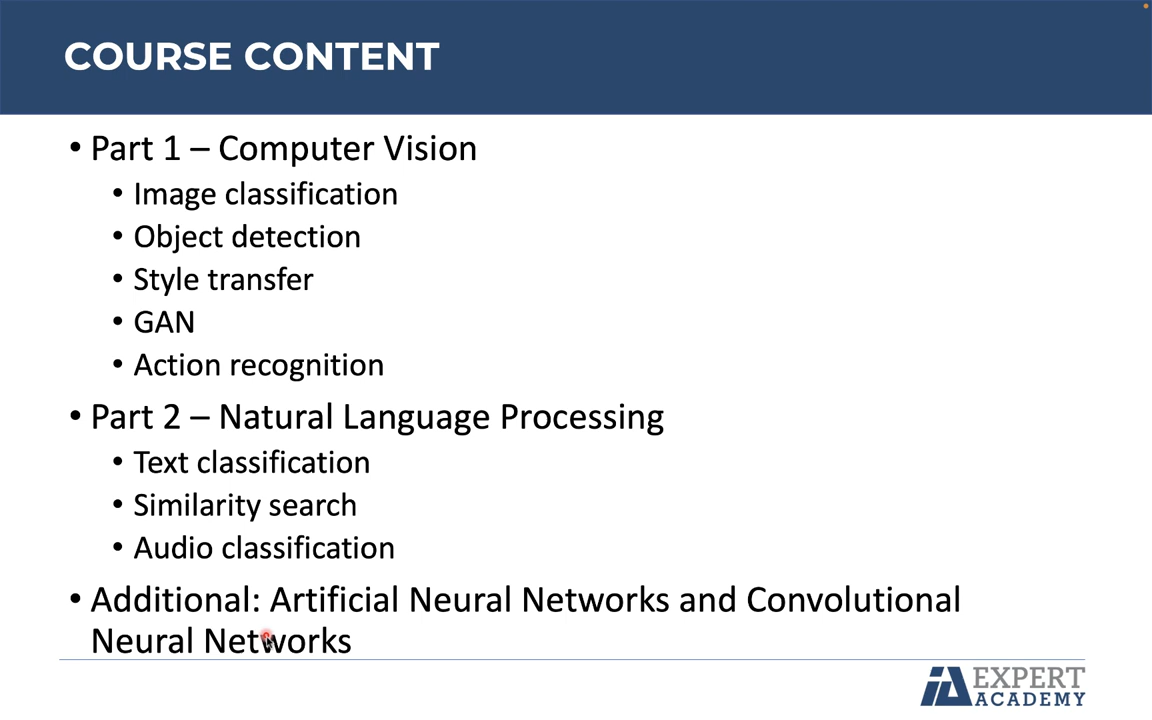 COURSE CONTENT
• Part 1 – Computer Vision
• Image classification
• Object detection
• Style transfer
• GAN
• Action recognition
• Part 2 – Natural Language Processing
• Text classification
• Similarity search
• Audio classification
• Additional: Artificial Neural Networks and Convolutional
Neural Networks
IA EXPERT
ACADEMY